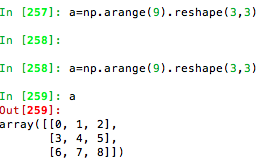 In [257]: a=np.arange(9).reshape(3,3)
In [258]:
In [258]: a=np.arange(9).reshape(3,3)
In [259]: a
Out[259]:
array([[0, 1, 2],
       [3, 4, 5],
       [6, 7, 8]])